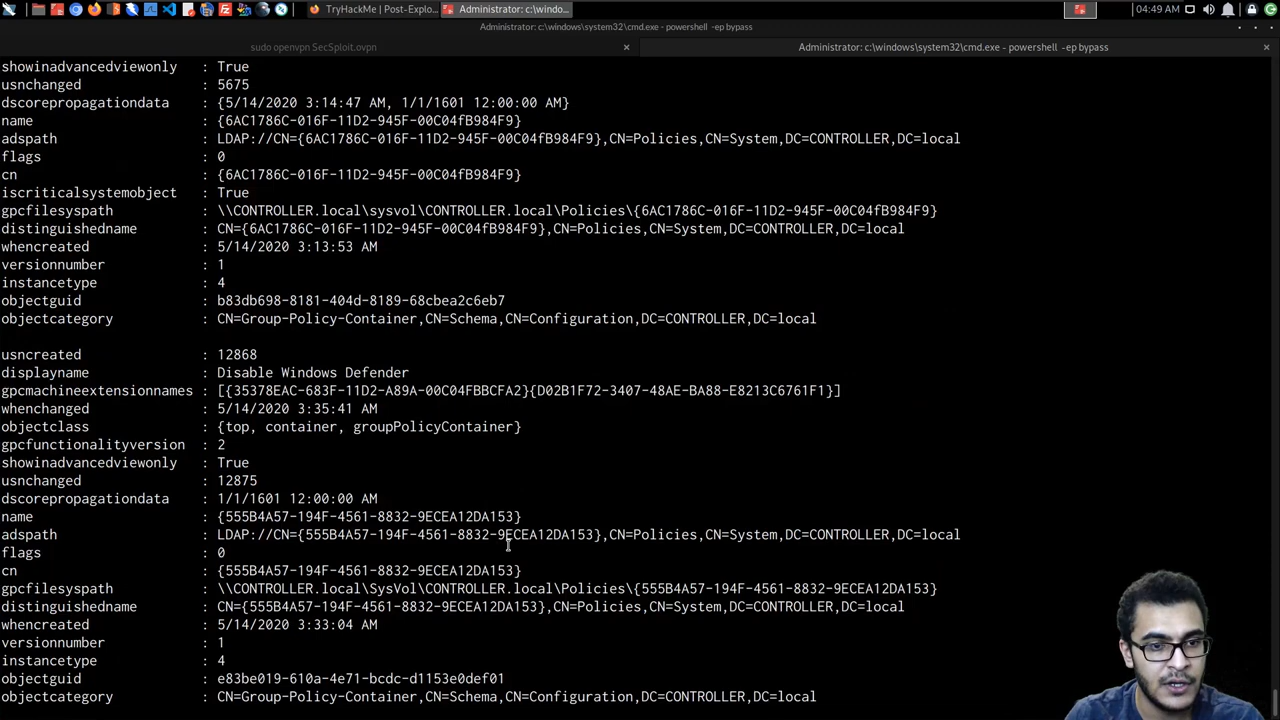 TryHackMe | Post-Explo...
Administrator: c:\windo...
04:49 AM
Administrator: c:\windows\system32\cmd.exe - powershell -ep bypass
sudo openvpn SecSploit.ovpn
Administrator: c:\windows\system32\cmd.exe - powershell -ep bypass
showinadvancedviewonly : True
usnchanged : 5675
dscorepropagationdata : {5/14/2020 3:14:47 AM, 1/1/1601 12:00:00 AM}
name : {6AC1786C-016F-11D2-945F-00C04fB984F9}
adspath : LDAP://CN={6AC1786C-016F-11D2-945F-00C04fB984F9},CN=Policies,CN=System,DC=CONTROLLER,DC=local
flags : 0
cn : {6AC1786C-016F-11D2-945F-00C04fB984F9}
iscriticalsystemobject : True
gpcfilesyspath : \\CONTROLLER.local\sysvol\CONTROLLER.local\Policies\{6AC1786C-016F-11D2-945F-00C04fB984F9}
distinguishedname : CN={6AC1786C-016F-11D2-945F-00C04fB984F9},CN=Policies,CN=System,DC=CONTROLLER,DC=local
whencreated : 5/14/2020 3:13:53 AM
versionnumber : 1
instancetype : 4
objectguid : b83db698-8181-404d-8189-68cbea2c6eb7
objectcategory : CN=Group-Policy-Container,CN=Schema,CN=Configuration,DC=CONTROLLER,DC=local
usncreated : 12868
displayname : Disable Windows Defender
gpcmachineextensionnames : [{35378EAC-683F-11D2-A89A-00C04FBBCFA2}{D02B1F72-3407-48AE-BA88-E8213C6761F1}]
whenchanged : 5/14/2020 3:35:41 AM
objectclass : {top, container, groupPolicyContainer}
gpcfunctionalityversion : 2
showinadvancedviewonly : True
usnchanged : 12875
dscorepropagationdata : 1/1/1601 12:00:00 AM
name : {555B4A57-194F-4561-8832-9ECEA12DA153}
adspath : LDAP://CN={555B4A57-194F-4561-8832-9ECEA12DA153},CN=Policies,CN=System,DC=CONTROLLER,DC=local
flags : 0
cn : {555B4A57-194F-4561-8832-9ECEA12DA153}
gpcfilesyspath : \\CONTROLLER.local\SysVol\CONTROLLER.local\Policies\{555B4A57-194F-4561-8832-9ECEA12DA153}
distinguishedname : CN={555B4A57-194F-4561-8832-9ECEA12DA153},CN=Policies,CN=System,DC=CONTROLLER,DC=local
whencreated : 5/14/2020 3:33:04 AM
versionnumber : 1
instancetype : 4
objectguid : e83be019-610a-4e71-bcdc-d1153e0def01
objectcategory : CN=Group-Policy-Container,CN=Schema,CN=Configuration,DC=CONTROLLER,DC=local